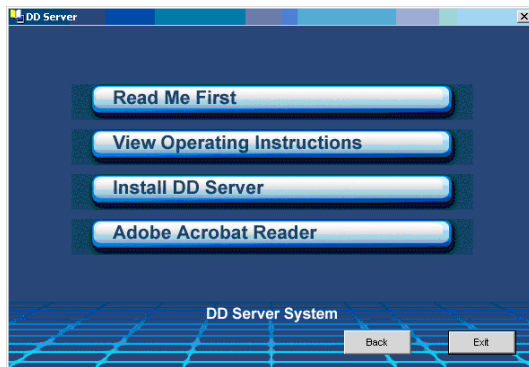 DD Server
Read Me First
View Operating Instructions
Install DD Server
Adobe Acrobat Reader
DD Server System
Back
Exit